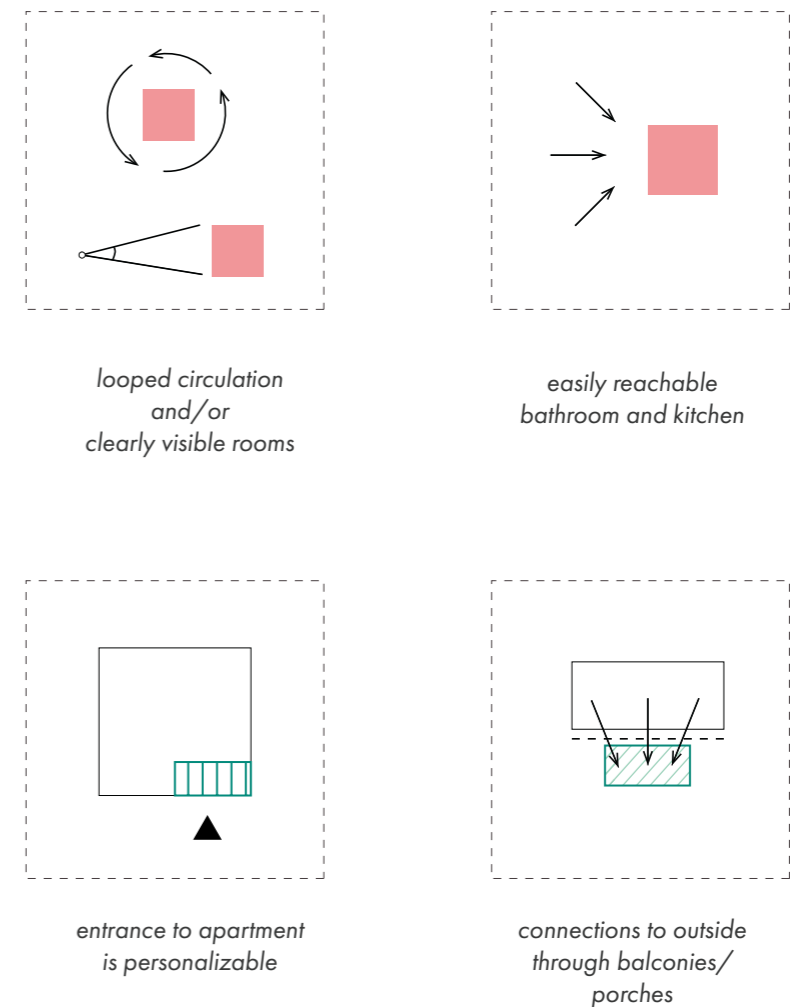 looped circulation
and/or
clearly visible rooms
easily reachable
bathroom and kitchen
entrance to apartment
is personalizable
connections to outside
through balconies/
porches